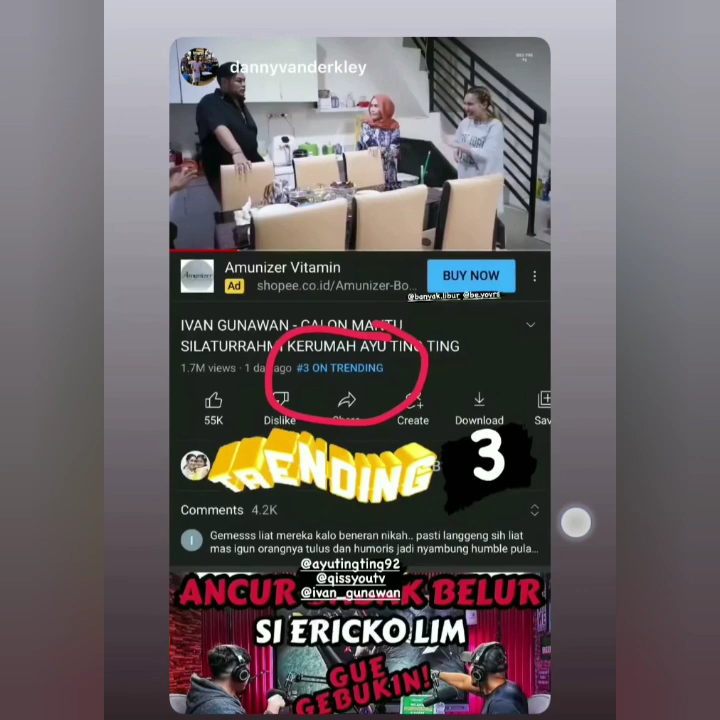 dannyvanderkley
Amunizer Vitamin
Ad shopee.co.id/Amunizer-Bo...
BUY NOW
@banyak.libur @be.yovre
IVAN GUNAWAN - CALON MANTU
SILATURRAHMI KERUMAH AYU TING TING
1.7M views · 1 day ago #3 ON TRENDING
55K
Dislike
Share
Create
Download
Sav
TRENDING
3
Comments 4.2K
I
Gemesss liat mereka kalo beneran nikah.. pasti langgeng sih liat
mas igun orangnya tulus dan humoris jadi nyambung humble pula...
@ayutingting92
@qissyoutv
@ivan_gunawan
ANCUR BELUR
SI ERICKO LIM
GUE
GEBUKIN!